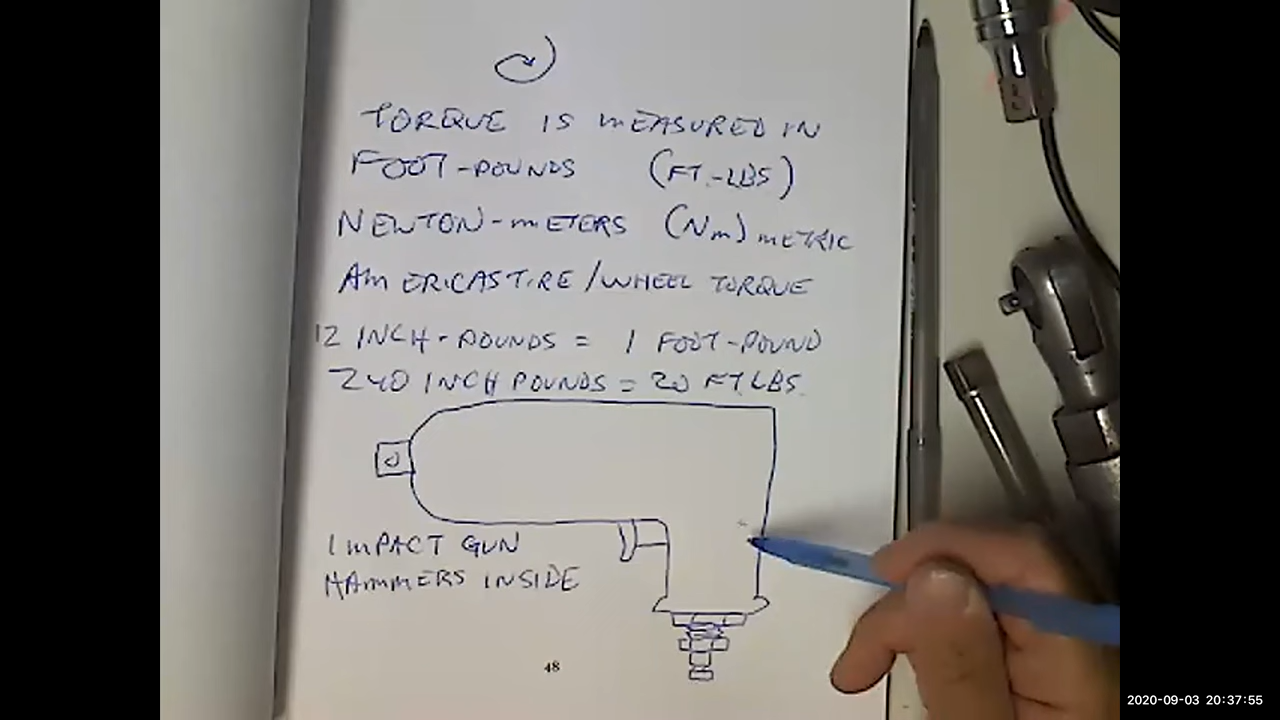 TORQUE IS MEASURED IN
FOOT-POUNDS (FT.-LBS)
NEWTON-METERS (Nm) METRIC
AMERICASTIRE/WHEEL TORQUE
12 INCH-POUNDS = 1 FOOT-POUND
240 INCH POUNDS = 20 FT.LBS.
IMPACT GUN
HAMMERS INSIDE
48
2020-09-03 20:37:55